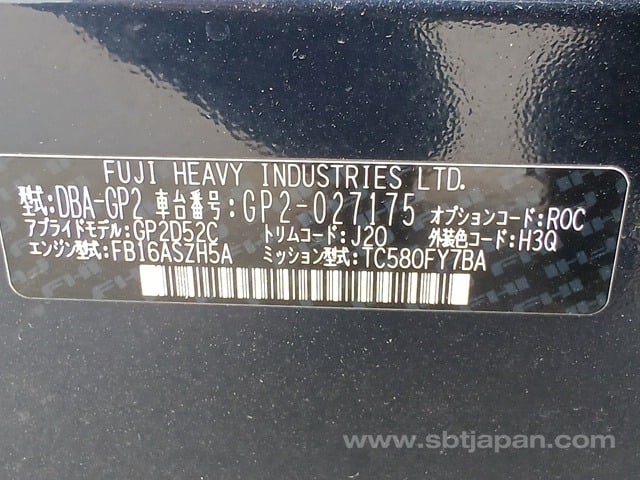 FUJI HEAVY INDUSTRIES LTD.
型式:DBA-GP2 車台番号:GP2-027175 オプションコード:ROC
アプライドモデル:GP2D52C トリムコード:J20 外装色コード:H3Q
エンジン型式:FB16ASZH5A ミッション型式:TC580FY7BA
www.sbtjapan.com